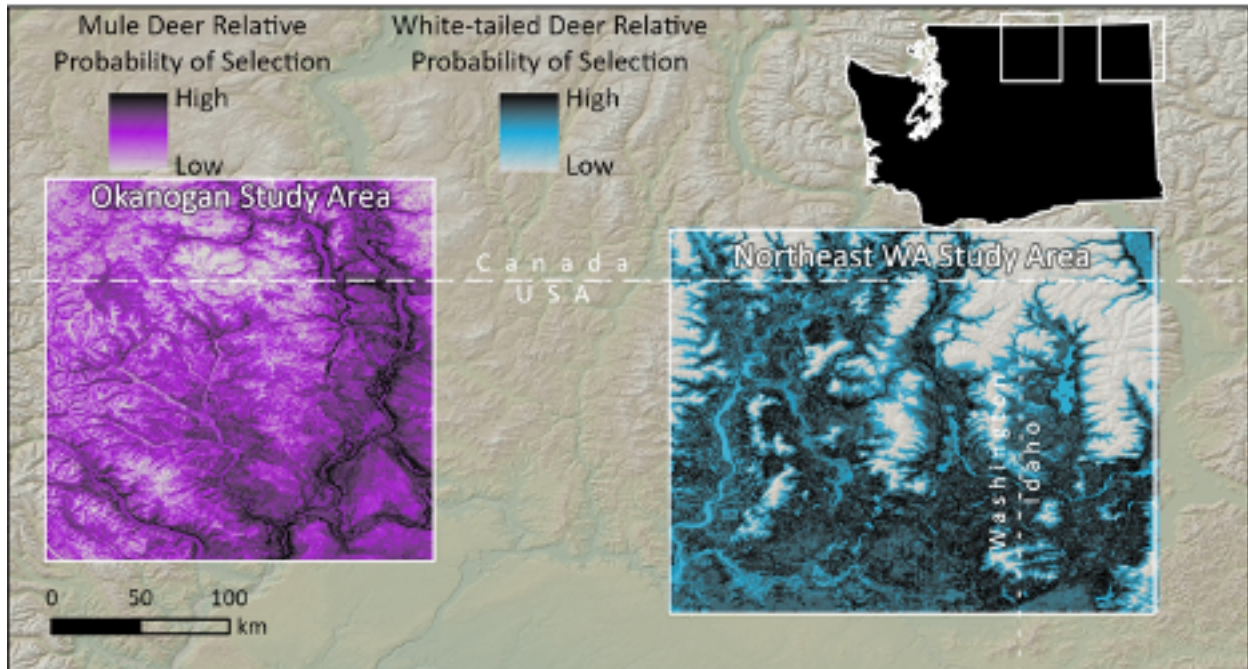 Mule Deer Relative
Probability of Selection
High
Low
White-tailed Deer Relative
Probability of Selection
High
Low
Okanogan Study Area
Northeast WA Study Area
Canada
USA
Washington
Idaho
0 50 100
km